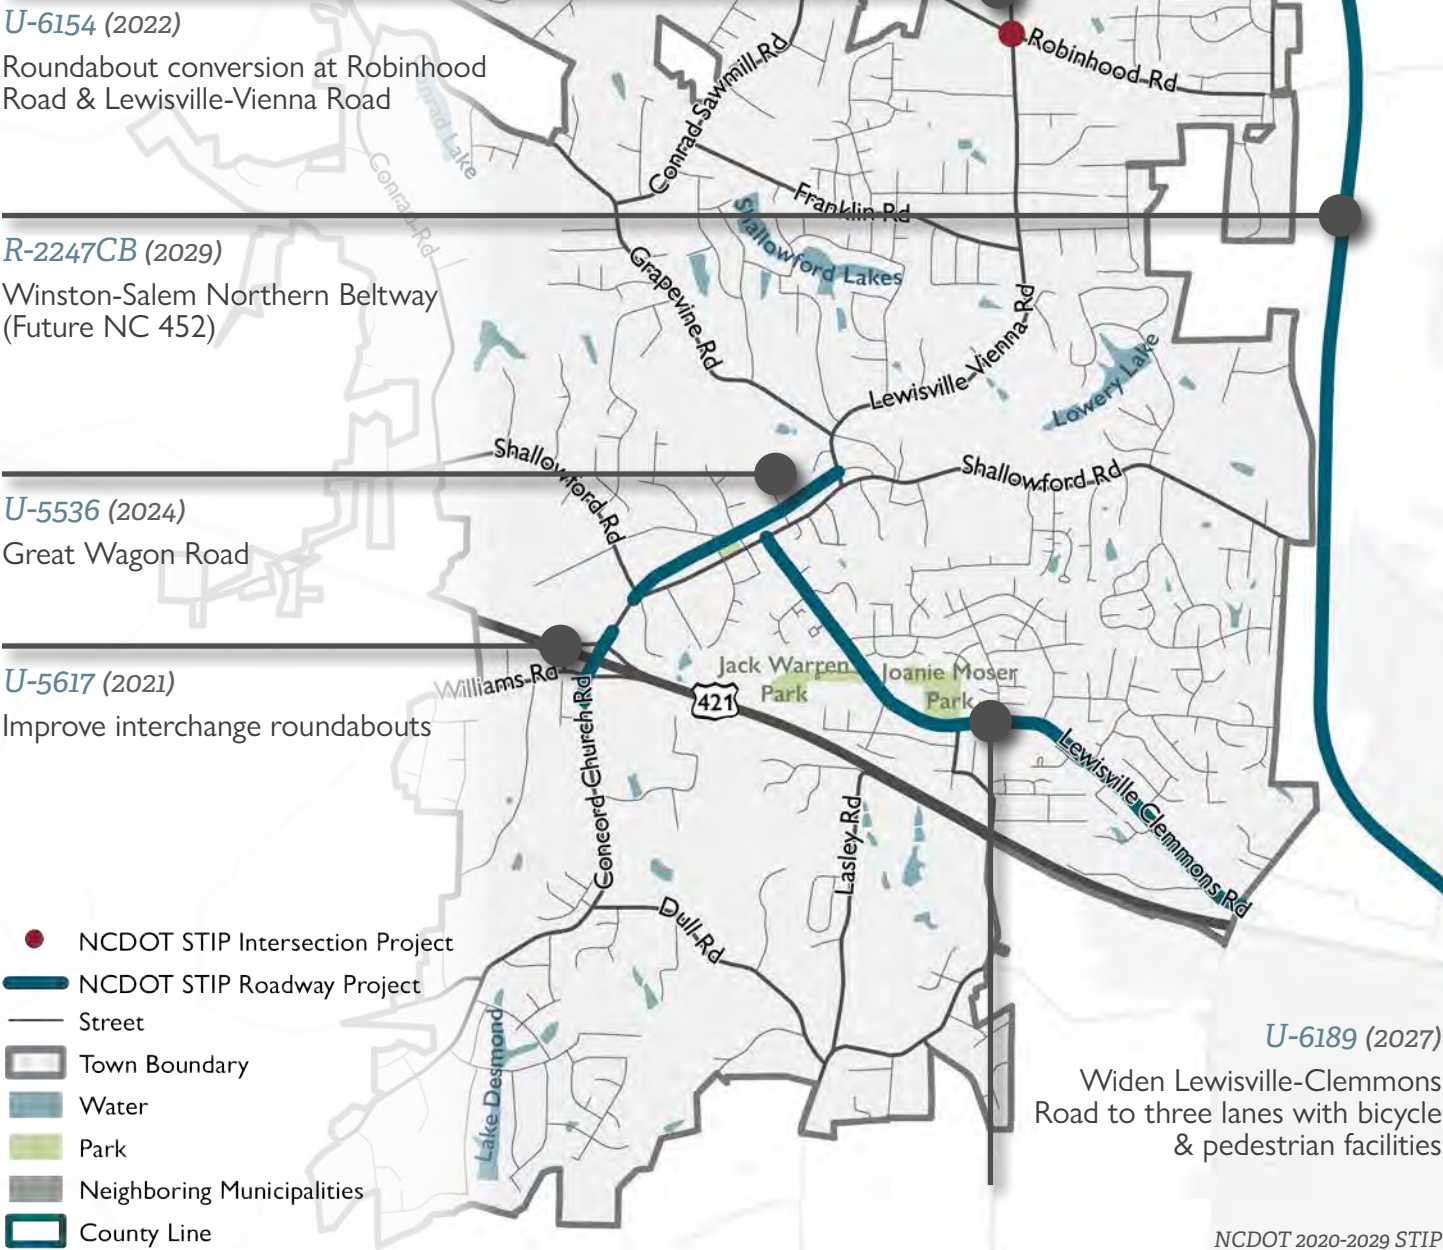 U-6154 (2022)
Roundabout conversion at Robinhood
Road & Lewisville-Vienna Road
Robinhood Rd
Conrad-Sawmill-Rd
Conrad Lake
Conrad-Rd
Franklin-Rd
Shallowford Lakes
R-2247CB (2029)
Winston-Salem Northern Beltway
(Future NC 452)
Grapevine-Rd
Lewisville-Vienna-Rd
Lowery Lake
Shallowford-Rd
Shallowford-Rd
U-5536 (2024)
Great Wagon Road
U-5617 (2021)
Improve interchange roundabouts
Williams-Rd
421
Jack Warren
Park
Joanie Moser
Park
Concord-Church-Rd
Lewisville Clemmons Rd
Lasley-Rd
Dull-Rd
Lake Desmond
NCDOT STIP Intersection Project
NCDOT STIP Roadway Project
Street
Town Boundary
Water
Park
Neighboring Municipalities
County Line
U-6189 (2027)
Widen Lewisville-Clemmons
Road to three lanes with bicycle
& pedestrian facilities
NCDOT 2020-2029 STIP